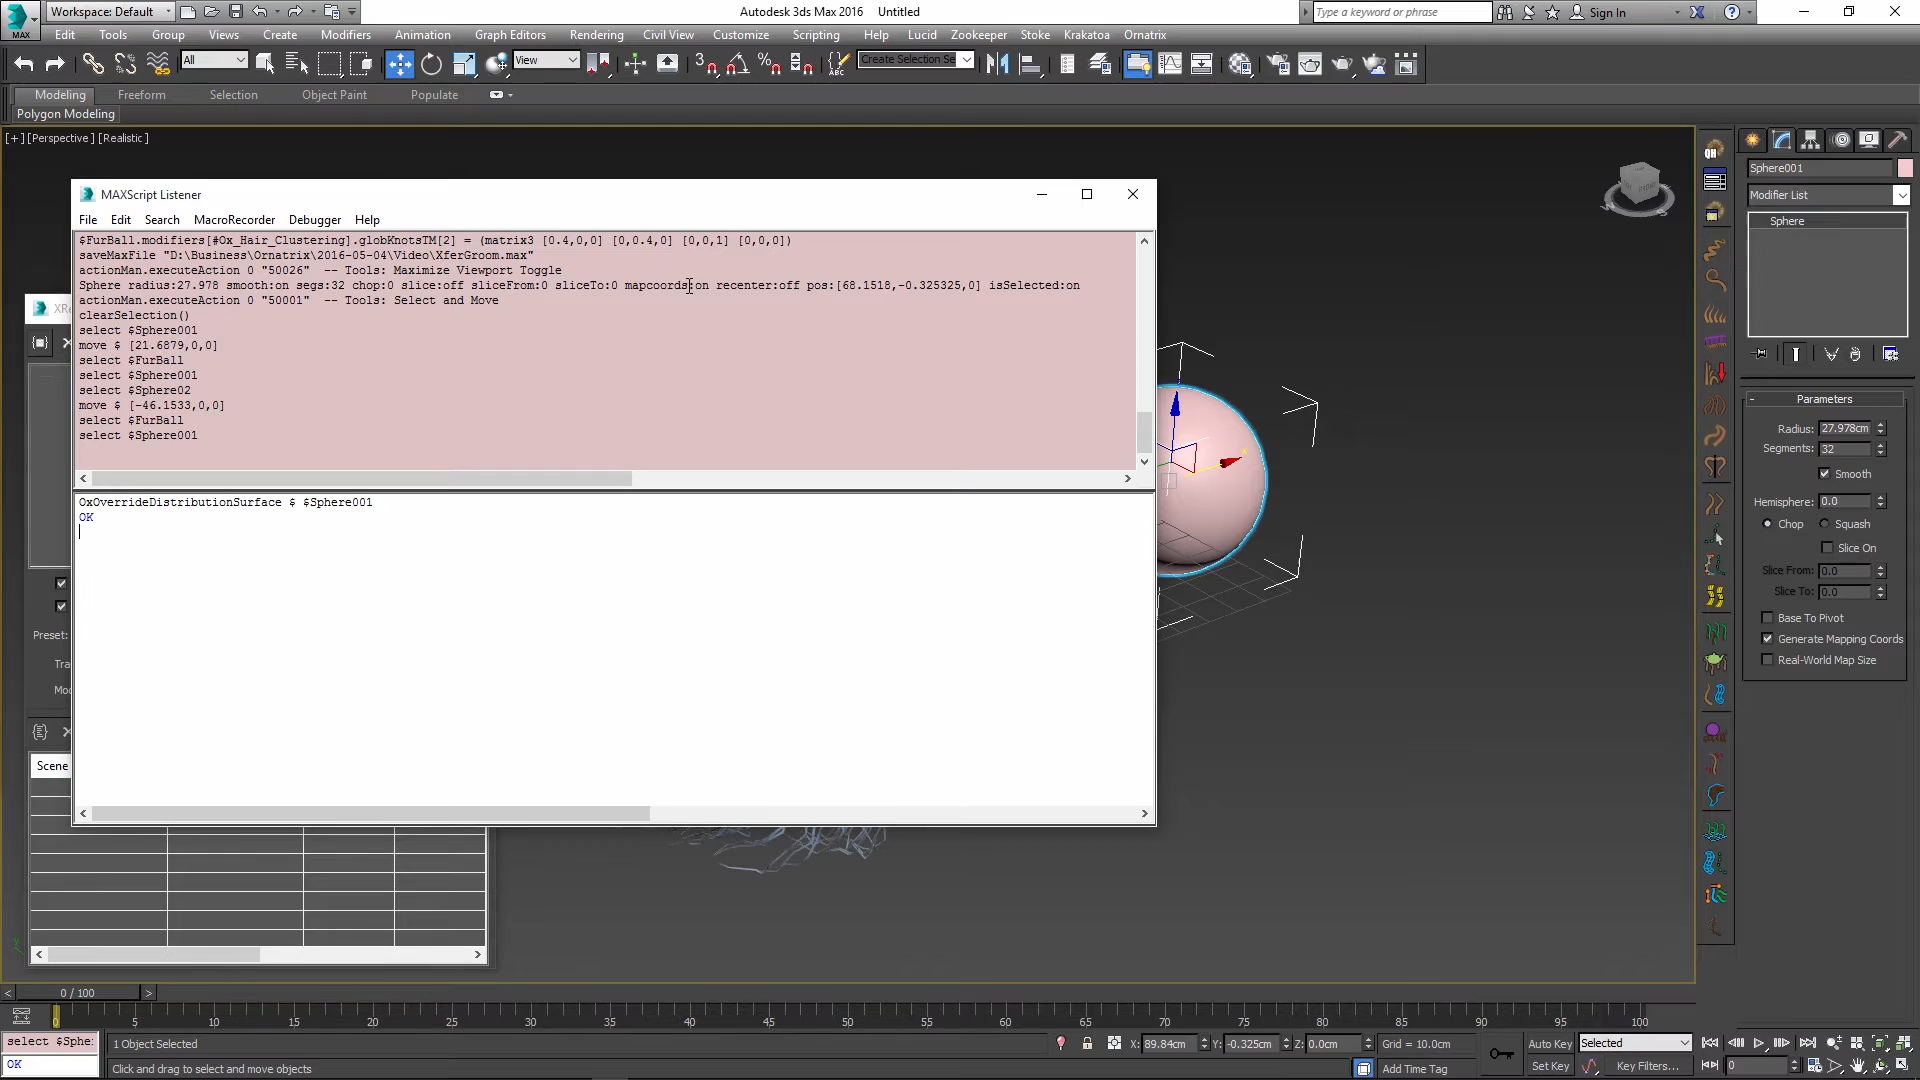 Workspace: Default
Autodesk 3ds Max 2016    Untitled
Type a keyword or phrase
Sign In
MAX
Edit Tools Group Views Create Modifiers Animation Graph Editors Rendering Civil View Customize Scripting Help Lucid Zookeeper Stoke Krakatoa Ornatrix
All
View
Create Selection Se
Modeling Freeform Selection Object Paint Populate
Polygon Modeling
[+] [Perspective] [Realistic]
MAXScript Listener
File Edit Search MacroRecorder Debugger Help
$FurBall.modifiers[#Ox_Hair_Clustering].globKnotsTM[2] = (matrix3 [0.4,0,0] [0,0.4,0] [0,0,1] [0,0,0])
saveMaxFile "D:\Business\Ornatrix\2016-05-04\Video\XferGroom.max"
actionMan.executeAction 0 "50026"  -- Tools: Maximize Viewport Toggle
Sphere radius:27.978 smooth:on segs:32 chop:0 slice:off sliceFrom:0 sliceTo:0 mapcoords:on recenter:off pos:[68.1518,-0.325325,0] isSelected:on
actionMan.executeAction 0 "50001"  -- Tools: Select and Move
clearSelection()
select $Sphere001
move $ [21.6879,0,0]
select $FurBall
select $Sphere001
select $Sphere02
move $ [-46.1533,0,0]
select $FurBall
select $Sphere001
OxOverrideDistributionSurface $ $Sphere001
OK
Preset:
Tra
Mod
Scene
QH
Sphere001
Modifier List
Sphere
- Parameters
Radius: 27.978cm
Segments: 32
Smooth
Hemisphere: 0.0
Chop Squash
Slice On
Slice From: 0.0
Slice To: 0.0
Base To Pivot
Generate Mapping Coords
Real-World Map Size
< 0 / 100 >
0 5 10 15 20 25 30 35 40 45 50 55 60 65 70 75 80 85 90 95 100
select $Sphe:
1 Object Selected
X: 89.84cm Y: -0.325cm Z: 0.0cm
Grid = 10.0cm
Auto Key Selected
OK
Click and drag to select and move objects
Add Time Tag
Set Key
Key Filters...
0